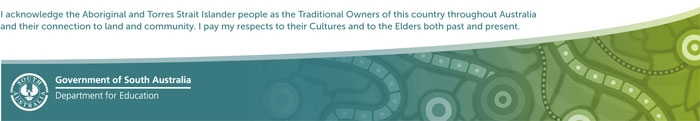 I acknowledge the Aboriginal and Torres Strait Islander people as the Traditional Owners of this country throughout Australia
and their connection to land and community. I pay my respects to their Cultures and to the Elders both past and present.
SOUTH
AUSTRALIA
Government of South Australia
Department for Education